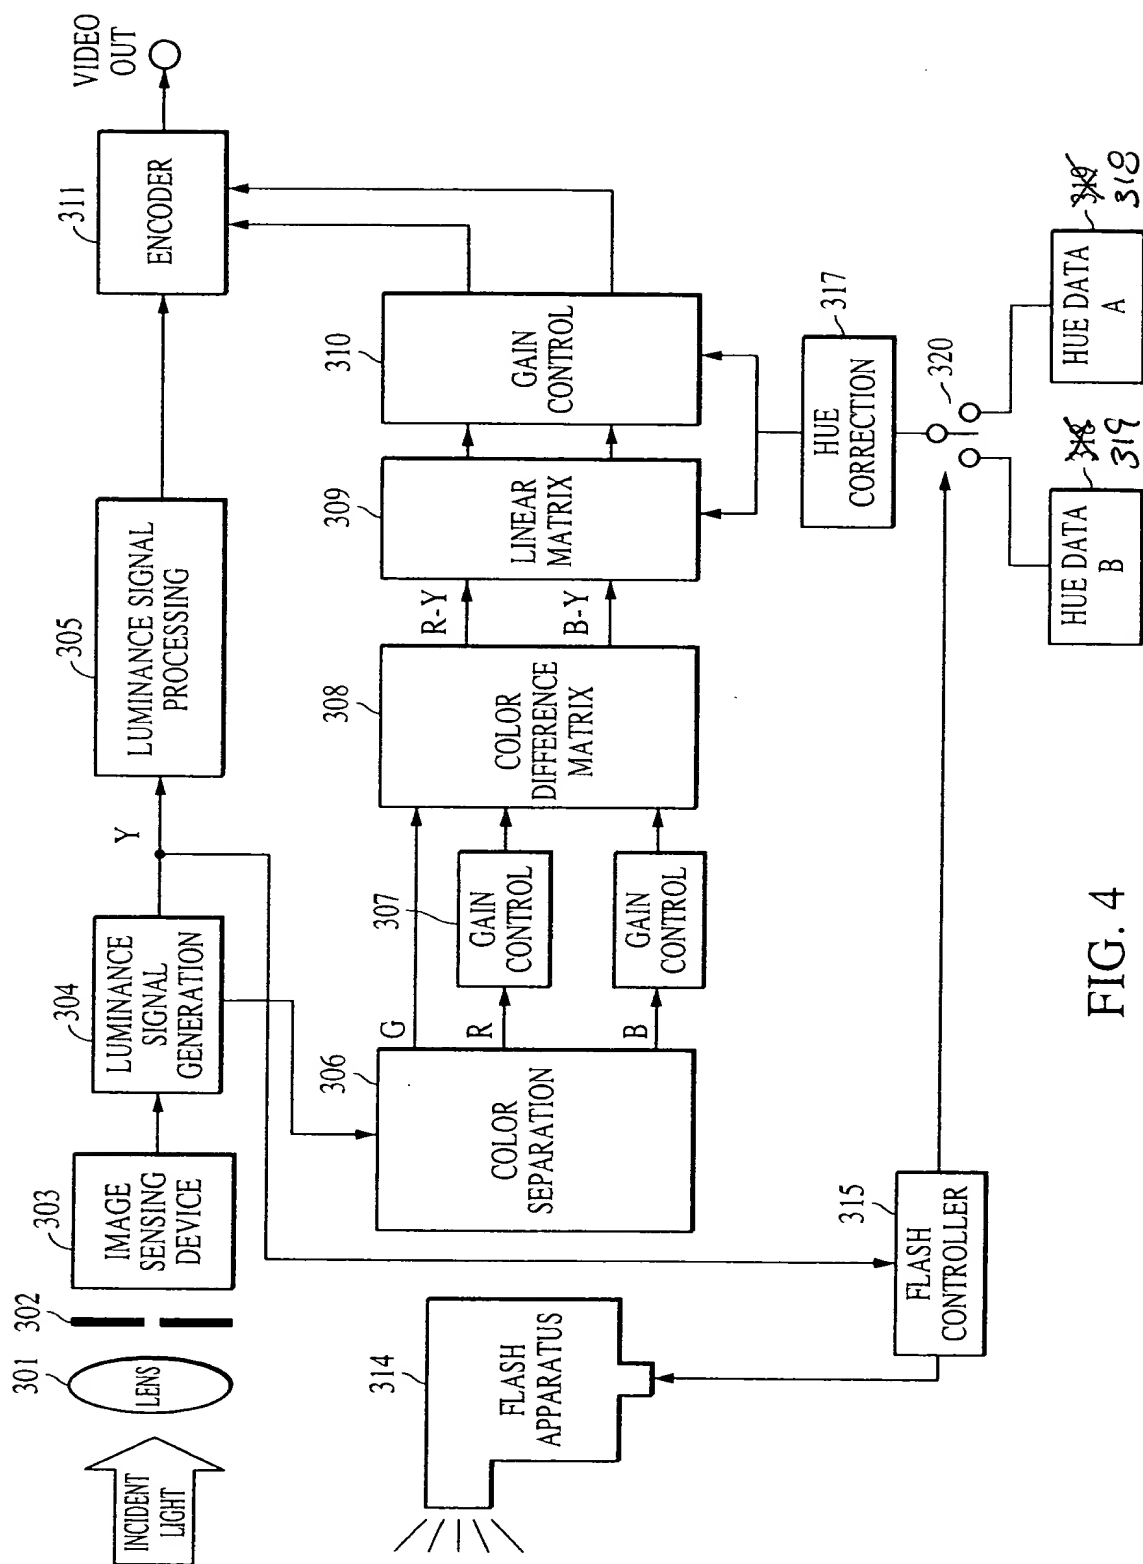 VIDEO
OUT
311
ENCODER
305
LUMINANCE SIGNAL
PROCESSING
Y
304
LUMINANCE
SIGNAL
GENERATION
303
IMAGE
SENSING
DEVICE
302
301
LENS
INCIDENT
LIGHT
310
GAIN
CONTROL
309
LINEAR
MATRIX
R-Y
B-Y
308
COLOR
DIFFERENCE
MATRIX
307
GAIN
CONTROL
GAIN
CONTROL
G
R
B
306
COLOR
SEPARATION
314
FLASH
APPARATUS
315
FLASH
CONTROLLER
317
HUE
CORRECTION
320
319
318
HUE DATA
A
318
319
HUE DATA
B
FIG. 4